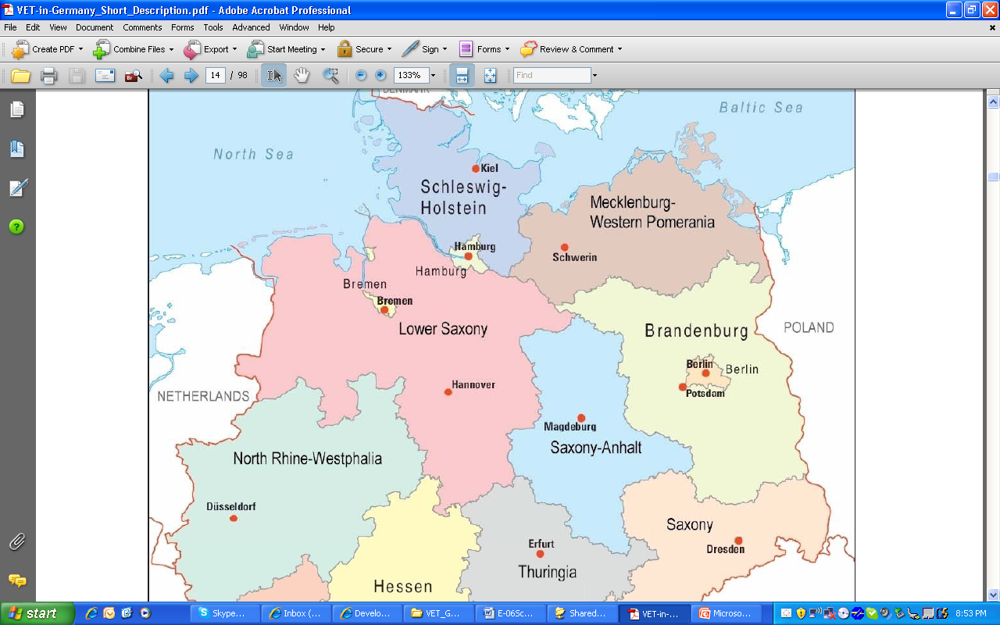 VET-in-Germany_Short_Description.pdf - Adobe Acrobat Professional
File Edit View Document Comments Forms Tools Advanced Window Help
Create PDF Combine Files Export Start Meeting Secure Sign Forms Review & Comment
14 / 98 133% Find
DENMARK
Baltic Sea
North Sea
Kiel
Schleswig-
Holstein
Mecklenburg-
Western Pomerania
Hamburg
Schwerin
Hamburg
Bremen
Bremen
Lower Saxony
Brandenburg
POLAND
Berlin
Berlin
Hannover
Potsdam
NETHERLANDS
Magdeburg
Saxony-Anhalt
North Rhine-Westphalia
Düsseldorf
Saxony
Erfurt
Dresden
Thuringia
Hessen
start Skype... Inbox (... Develo... VET_G... E-06Sc... Shared... VET-in-... Microso... 8:53 PM